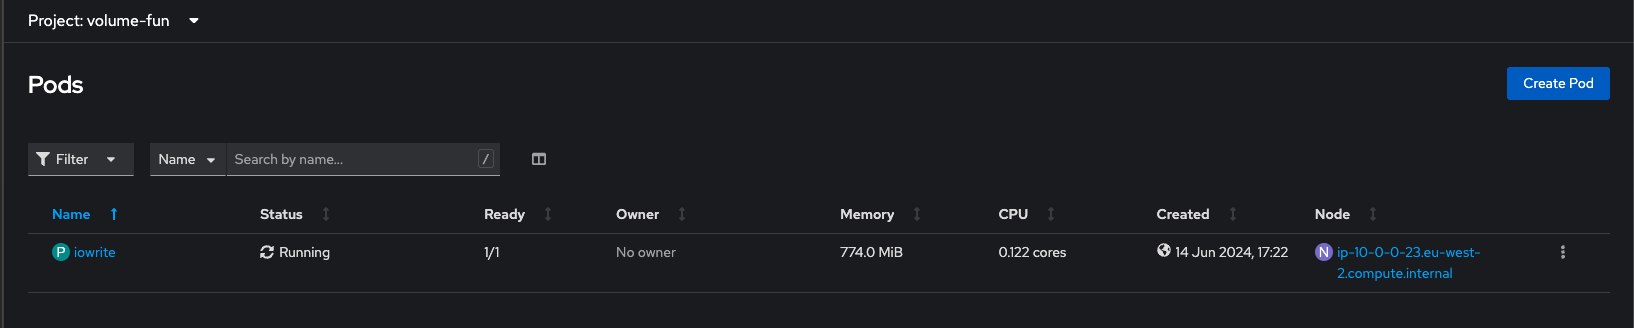 Project: volume-fun
Pods
Create Pod
Filter Name Search by name... /
Name Status Ready Owner Memory CPU Created Node
P iowrite Running 1/1 No owner 774.0 MiB 0.122 cores 14 Jun 2024, 17:22 N ip-10-0-0-23.eu-west-
2.compute.internal